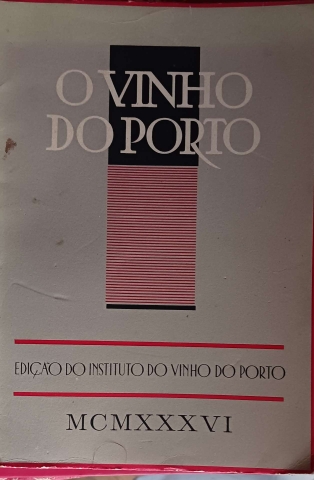 O VINHO
DO PORTO
EDIÇÃO DO INSTITUTO DO VINHO DO PORTO
MCMXXXVI